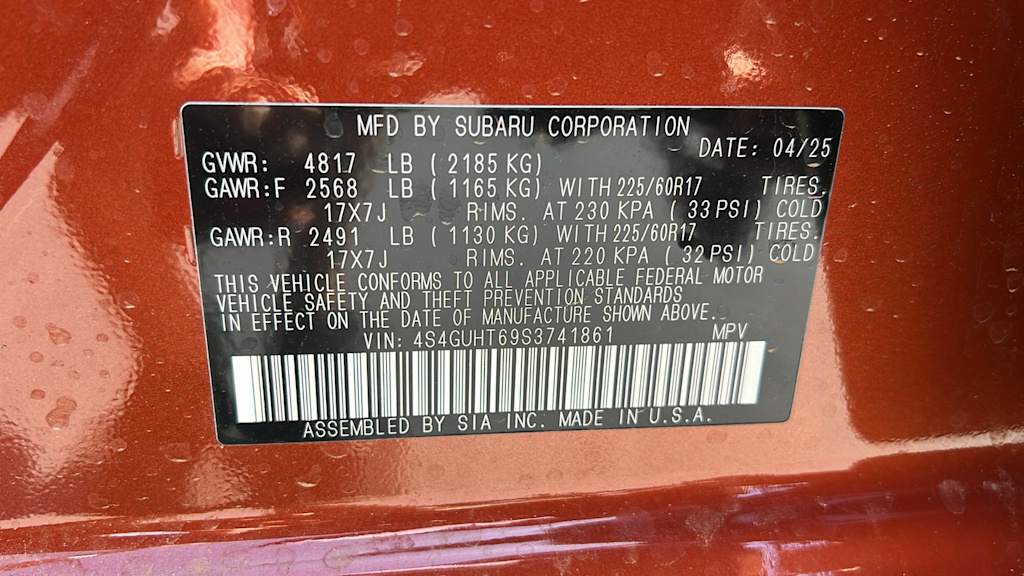 MFD BY SUBARU CORPORATION
DATE: 04/25
GVWR: 4817 LB (2185 KG)
GAWR:F 2568 LB (1165 KG) WITH 225/60R17 TIRES.
17X7J RIMS. AT 230 KPA (33 PSI) COLD
GAWR:R 2491 LB (1130 KG) WITH 225/60R17 TIRES.
17X7J RIMS. AT 220 KPA (32 PSI) COLD
THIS VEHICLE CONFORMS TO ALL APPLICABLE FEDERAL MOTOR
VEHICLE SAFETY AND THEFT PREVENTION STANDARDS
IN EFFECT ON THE DATE OF MANUFACTURE SHOWN ABOVE.
VIN: 4S4GUHT69S3741861 MPV
ASSEMBLED BY SIA INC. MADE IN U.S.A.